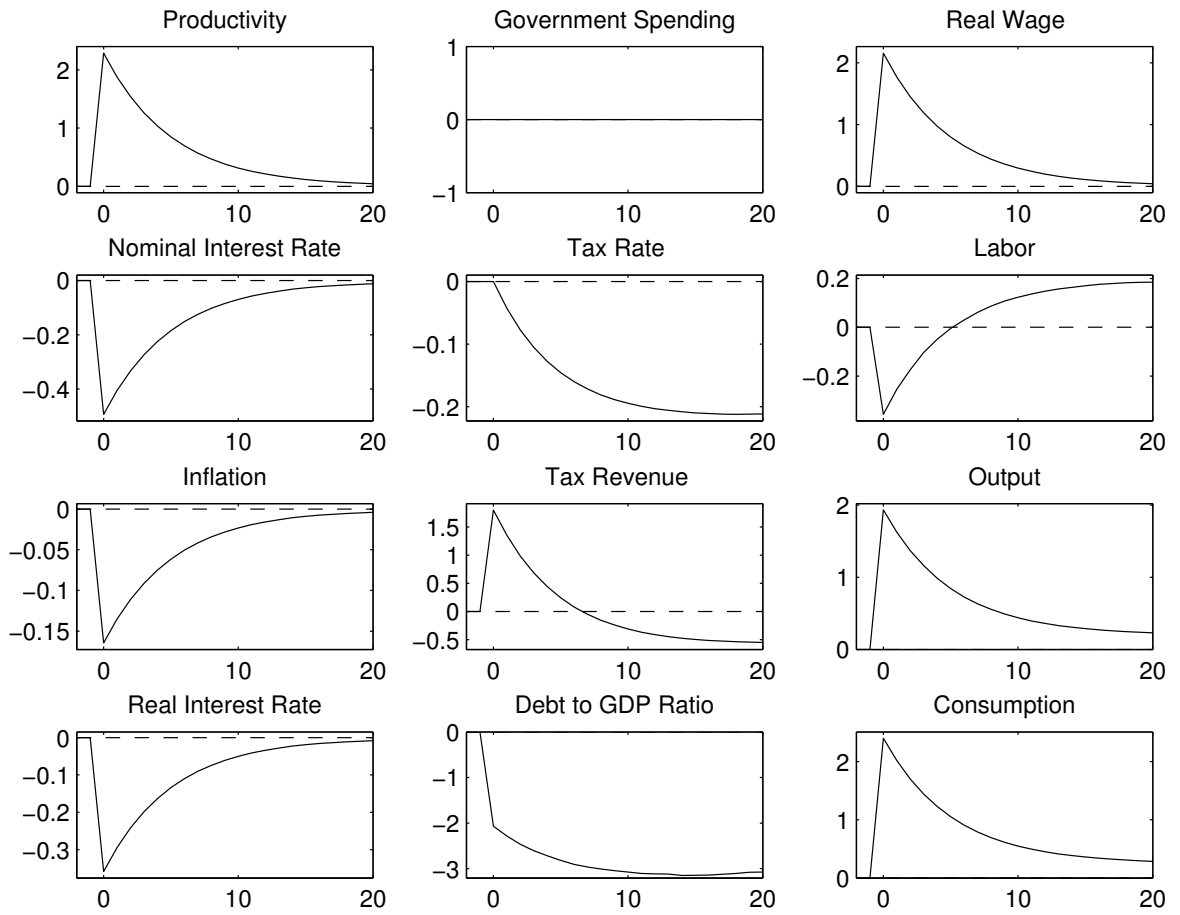 Productivity Government Spending Real Wage
2 1 2
1 0 1
0 −1 0
0 10 20 0 10 20 0 10 20
Nominal Interest Rate Tax Rate Labor
0 0 0.2
−0.2 −0.1 0
−0.4 −0.2 −0.2
0 10 20 0 10 20 0 10 20
Inflation Tax Revenue Output
0 1.5 2
−0.05 1 1
−0.1 0.5 0
−0.15 0
−0.5
0 10 20 0 10 20 0 10 20
Real Interest Rate Debt to GDP Ratio Consumption
0 0 2
−0.1 −1 1
−0.2 −2 0
−0.3 −3
0 10 20 0 10 20 0 10 20